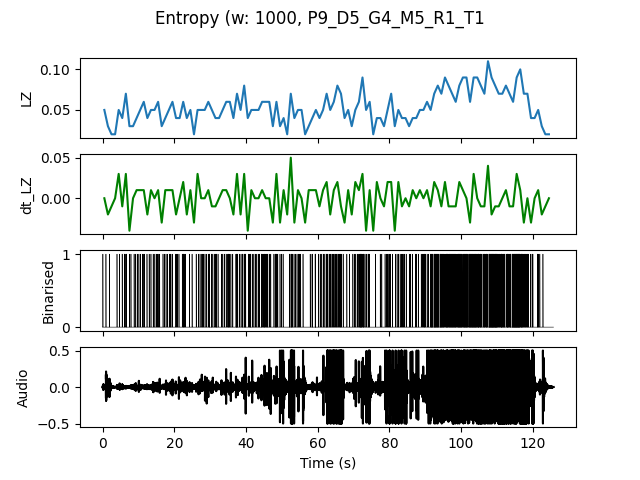 Entropy (w: 1000, P9_D5_G4_M5_R1_T1
0.10
0.05
LZ
0.05
0.00
dt_LZ
1
0
Binarised
0.5
0.0
−0.5
Audio
0 20 40 60 80 100 120
Time (s)